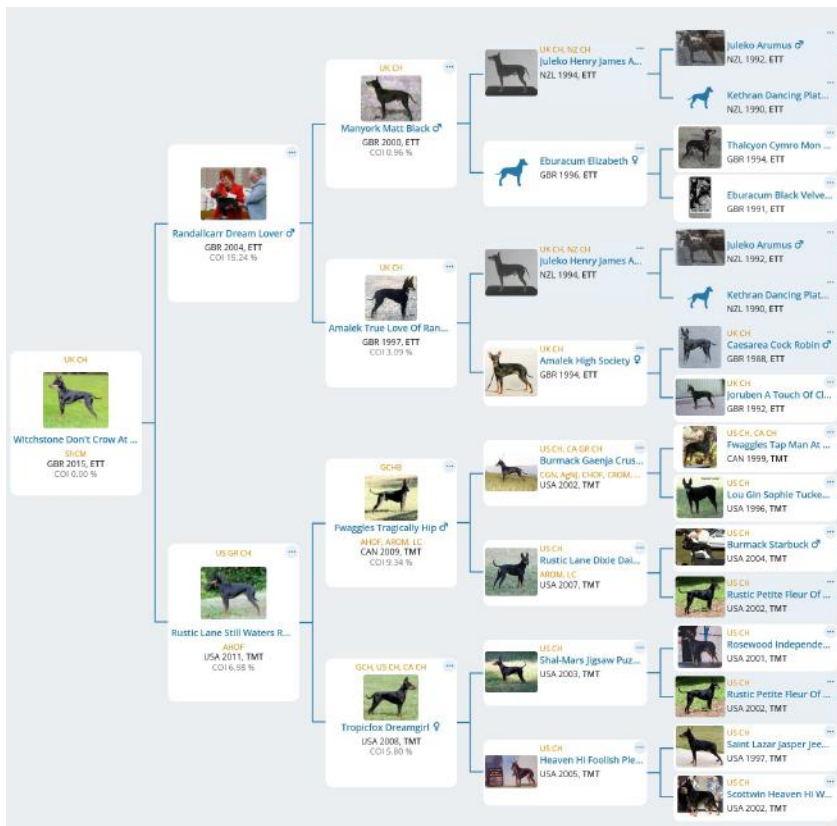 UK CH
Witchstone Don't Crow At ...
ShCM
GBR 2015, ETT
COI 0.00 %
Randallcarr Dream Lover ♂
GBR 2004, ETT
COI 15.24 %
US GR CH
Rustic Lane Still Waters R...
AHOF
USA 2011, TMT
COI 6.98 %
UK CH
Manyork Matt Black ♂
GBR 2000, ETT
COI 0.96 %
UK CH
Amalek True Love Of Ran...
GBR 1997, ETT
COI 3.09 %
GCHB
Fwaggles Tragically Hip ♂
AHOF, AROM, LC
CAN 2009, TMT
COI 9.34 %
GCH, US CH, CA CH
Tropicfox Dreamgirl ♀
USA 2008, TMT
COI 5.80 %
UK CH, NZ CH
Juleko Henry James A...
NZL 1994, ETT
Eburacum Elizabeth ♀
GBR 1996, ETT
UK CH, NZ CH
Juleko Henry James A...
NZL 1994, ETT
UK CH
Amalek High Society ♀
GBR 1994, ETT
US CH, CA GR CH
Burmack Gaenja Crus...
CGN, AgNJ, CHOF, CROM, ...
USA 2002, TMT
US CH
Rustic Lane Dixie Dai...
AROM, LC
USA 2007, TMT
US CH
Shal-Mars Jigsaw Puz...
USA 2003, TMT
US CH
Heaven Hi Foolish Ple...
USA 2005, TMT
Juleko Arumus ♂
NZL 1992, ETT
Kethran Dancing Plat...
NZL 1990, ETT
Thalcyon Cymro Mon ...
GBR 1994, ETT
Eburacum Black Velve...
GBR 1991, ETT
Juleko Arumus ♂
NZL 1992, ETT
Kethran Dancing Plat...
NZL 1990, ETT
UK CH
Caesarea Cock Robin ♂
GBR 1988, ETT
UK CH
Joruben A Touch Of Cl...
GBR 1992, ETT
US CH, CA CH
Fwaggles Tap Man At ...
CAN 1999, TMT
US CH
Lou Gin Sophie Tucke...
USA 1996, TMT
US CH
Burmack Starbuck ♂
USA 2004, TMT
US CH
Rustic Petite Fleur Of ...
USA 2002, TMT
US CH
Rosewood Independe...
USA 2001, TMT
US CH
Rustic Petite Fleur Of ...
USA 2002, TMT
US CH
Saint Lazar Jasper Jee...
USA 1997, TMT
US CH
Scottwin Heaven Hi W...
USA 2002, TMT